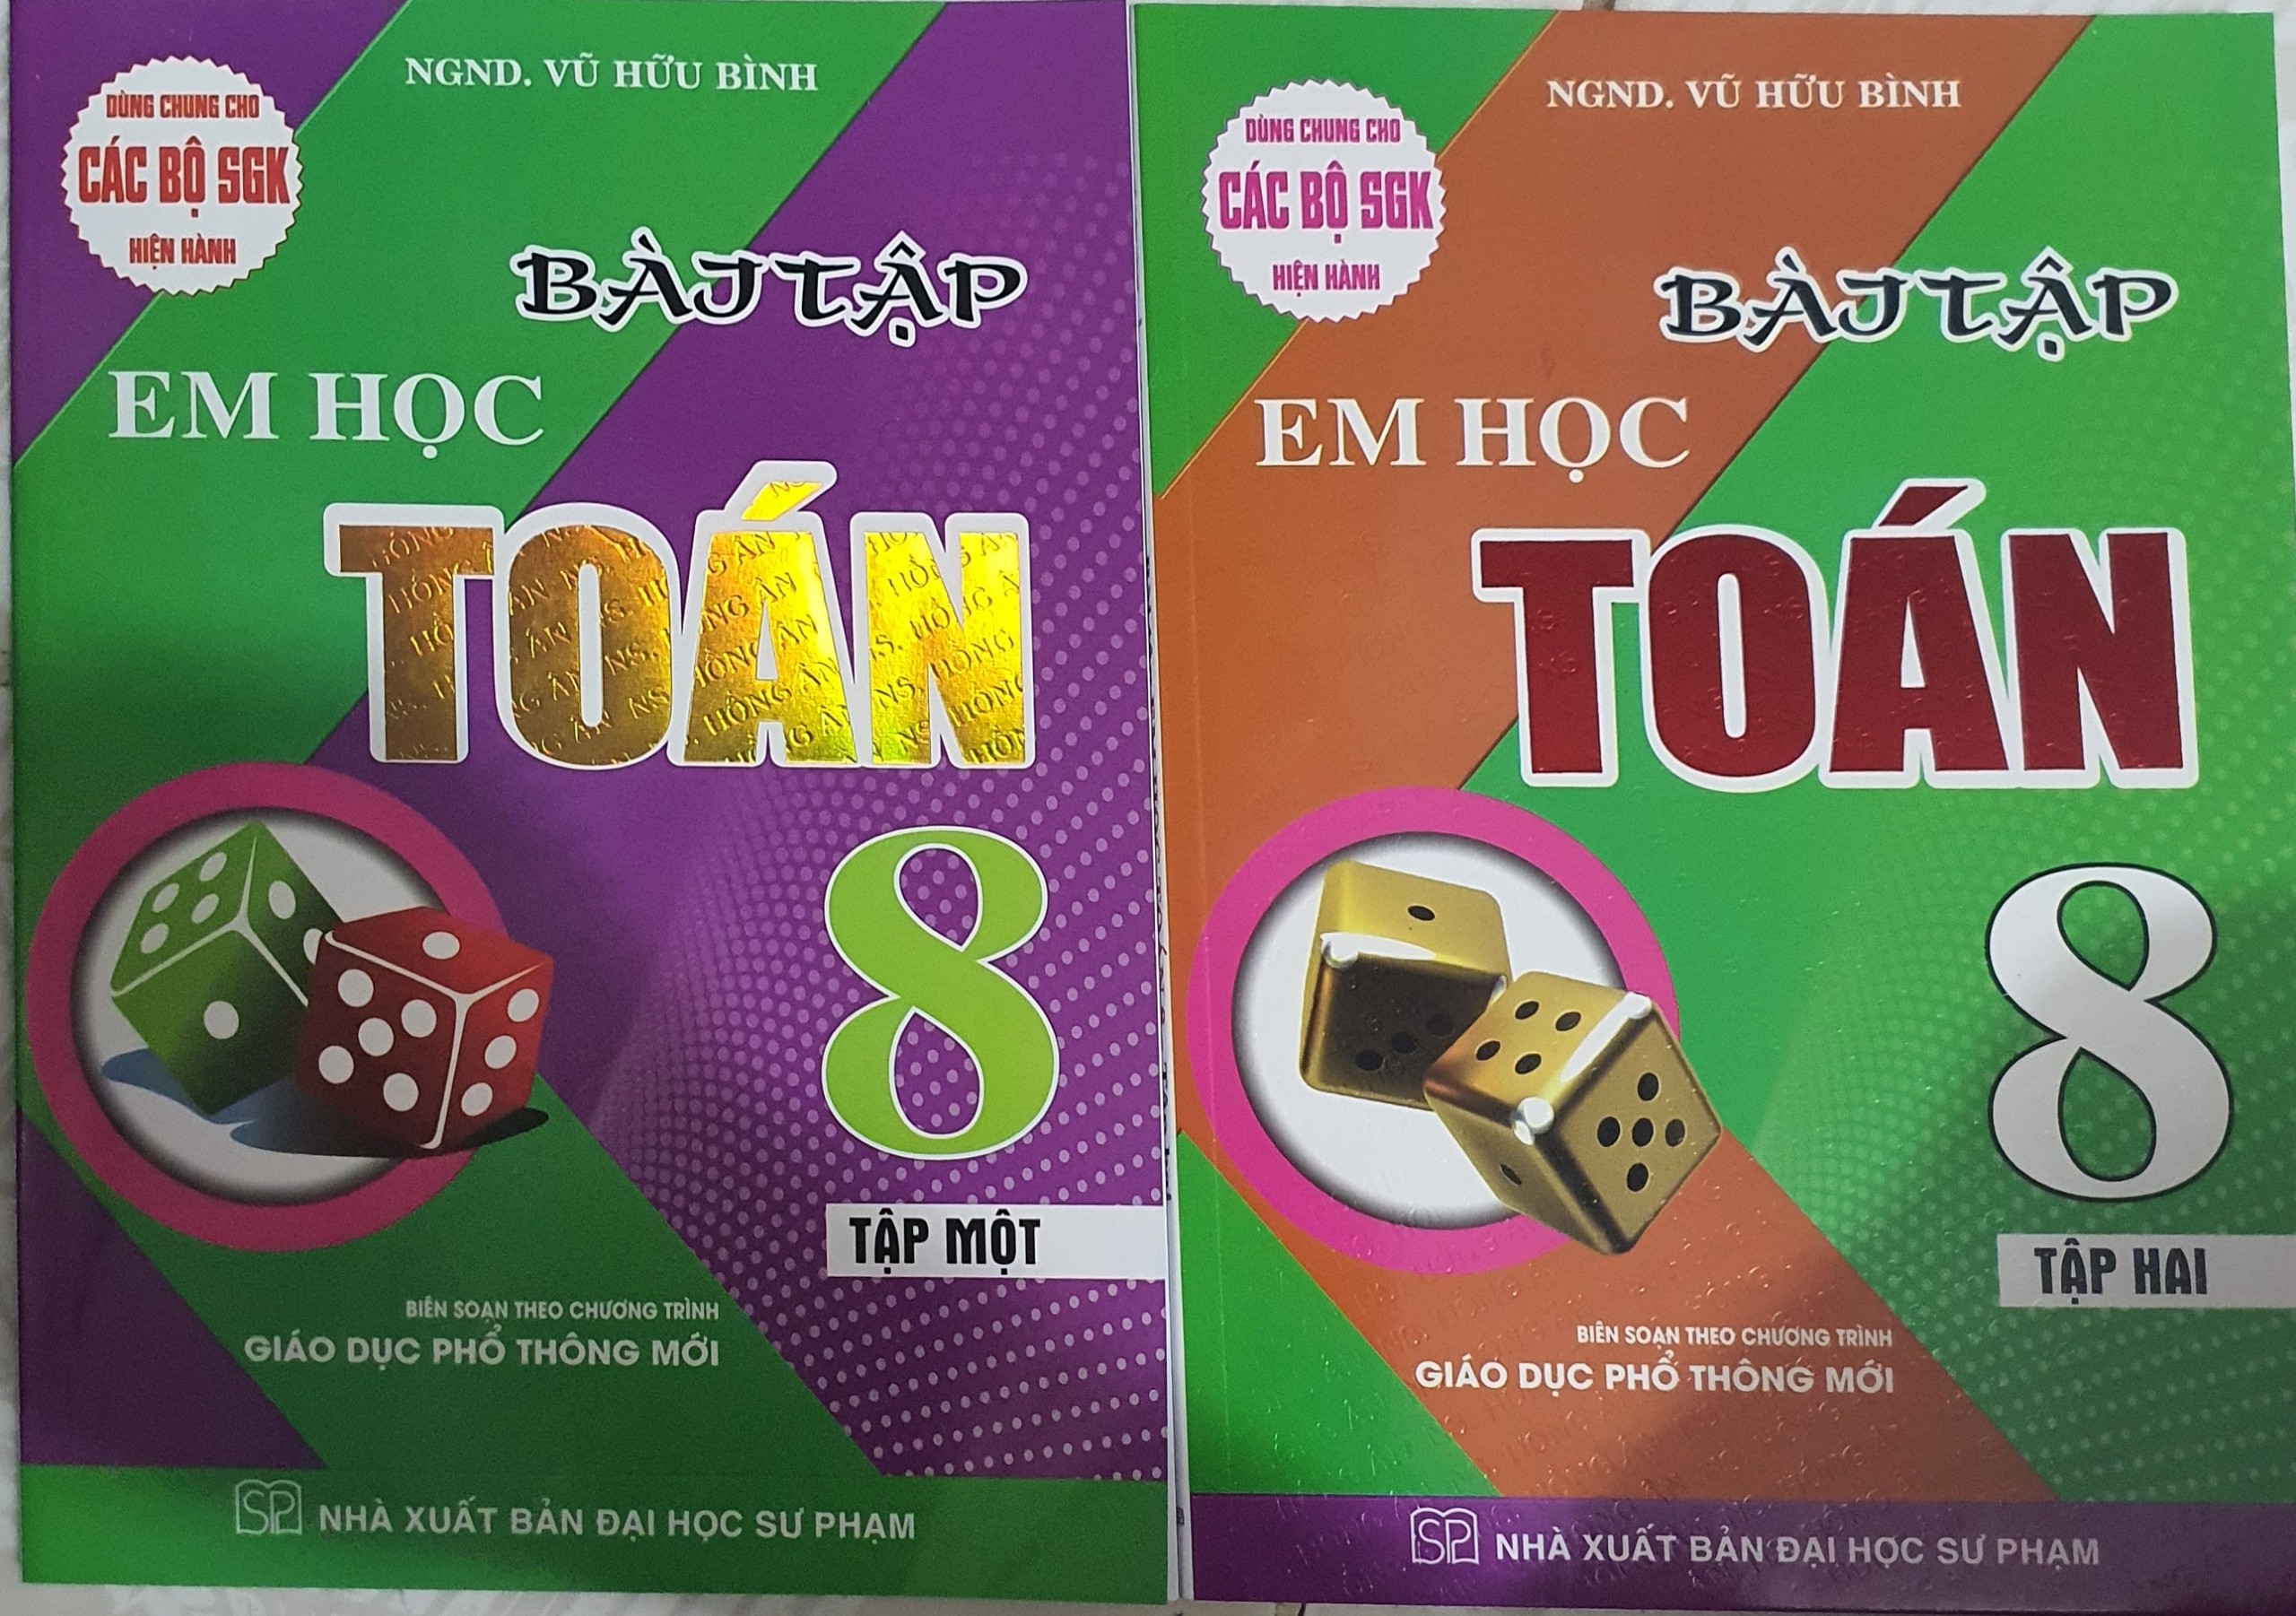 NGND. VŨ HỮU BÌNH
DÙNG CHUNG CHO
CÁC BỘ SGK
HIỆN HÀNH
BÀI TẬP
EM HỌC
TOÁN
8
TẬP MỘT
BIÊN SOẠN THEO CHƯƠNG TRÌNH
GIÁO DỤC PHỔ THÔNG MỚI
SP NHÀ XUẤT BẢN ĐẠI HỌC SƯ PHẠM
NGND. VŨ HỮU BÌNH
DÙNG CHUNG CHO
CÁC BỘ SGK
HIỆN HÀNH
BÀI TẬP
EM HỌC
TOÁN
8
TẬP HAI
BIÊN SOẠN THEO CHƯƠNG TRÌNH
GIÁO DỤC PHỔ THÔNG MỚI
SP NHÀ XUẤT BẢN ĐẠI HỌC SƯ PHẠM